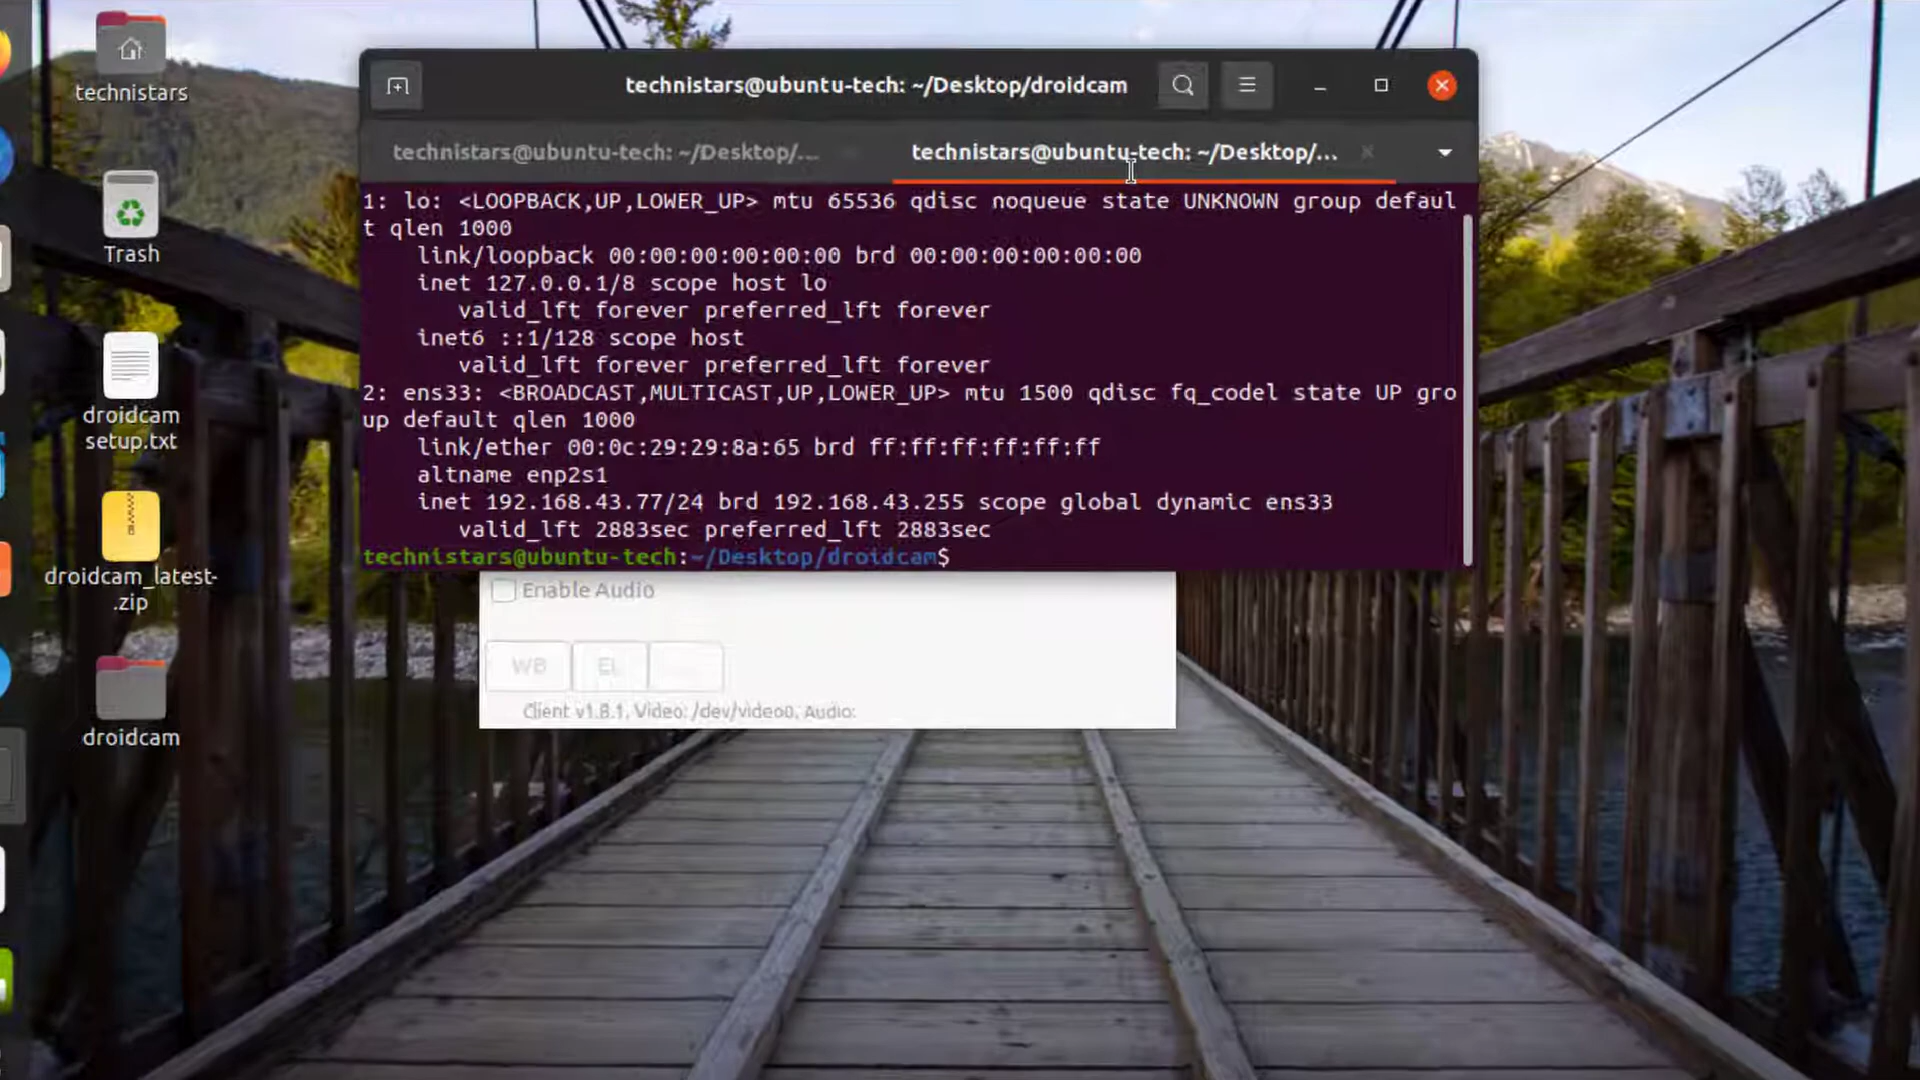 technistars
Trash
droidcam
setup.txt
droidcam_latest-
.zip
droidcam
technistars@ubuntu-tech: ~/Desktop/droidcam
technistars@ubuntu-tech: ~/Desktop/...
technistars@ubuntu-tech: ~/Desktop/...
1: lo: <LOOPBACK,UP,LOWER_UP> mtu 65536 qdisc noqueue state UNKNOWN group defaul
t qlen 1000
link/loopback 00:00:00:00:00:00 brd 00:00:00:00:00:00
inet 127.0.0.1/8 scope host lo
valid_lft forever preferred_lft forever
inet6 ::1/128 scope host
valid_lft forever preferred_lft forever
2: ens33: <BROADCAST,MULTICAST,UP,LOWER_UP> mtu 1500 qdisc fq_codel state UP gro
up default qlen 1000
link/ether 00:0c:29:29:8a:65 brd ff:ff:ff:ff:ff:ff
altname enp2s1
inet 192.168.43.77/24 brd 192.168.43.255 scope global dynamic ens33
valid_lft 2883sec preferred_lft 2883sec
technistars@ubuntu-tech:~/Desktop/droidcam$
Enable Audio
WB EL
Client v1.8.1, Video: /dev/video0, Audio: